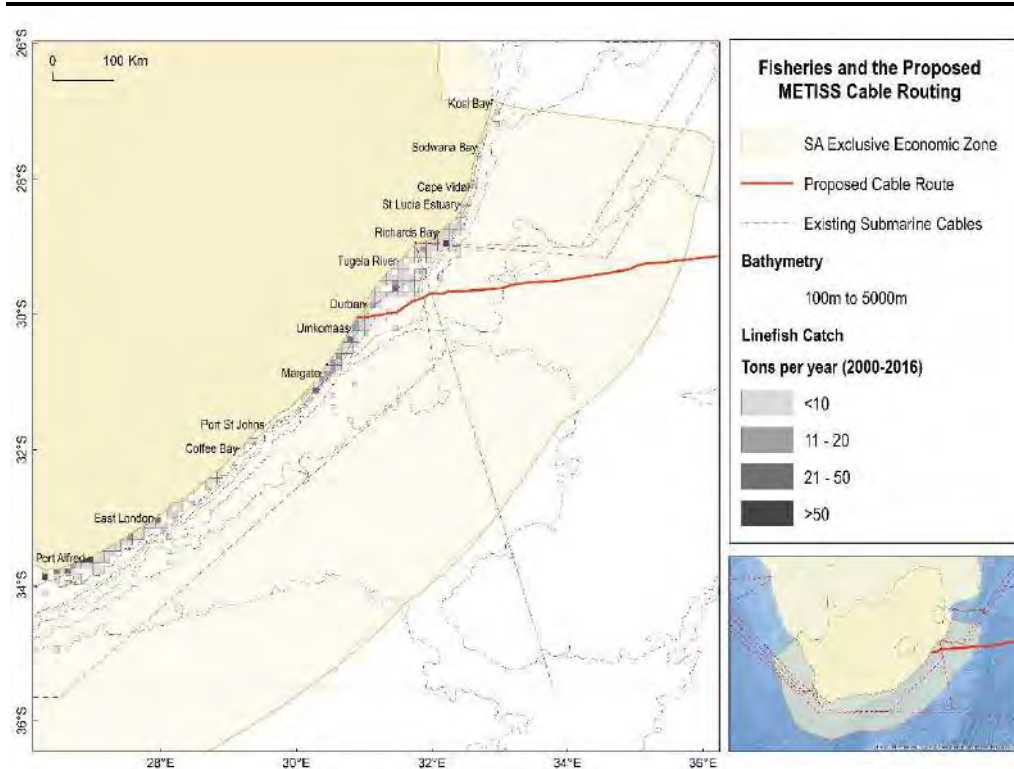 26°S
28°S
30°S
32°S
34°S
36°S
0 100 Km
Kosi Bay
Sodwana Bay
Cape Vidal
St Lucia Estuary
Richards Bay
Tugela River
Durban
Umkomaas
Margate
Port St Johns
Coffee Bay
East London
Port Alfred
28°E 30°E 32°E 34°E 36°E
Fisheries and the Proposed
METISS Cable Routing
SA Exclusive Economic Zone
Proposed Cable Route
Existing Submarine Cables
Bathymetry
100m to 5000m
Linefish Catch
Tons per year (2000-2016)
<10
11 - 20
21 - 50
>50